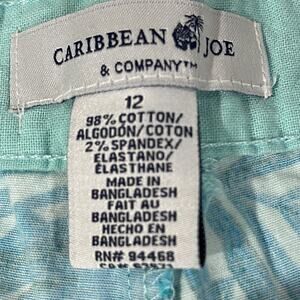 CARIBBEAN JOE
& COMPANY™
12
98% COTTON/
ALGODÓN/COTON
2% SPANDEX/
ELASTANO/
ÉLASTHANE
MADE IN
BANGLADESH
FAIT AU
BANGLADESH
HECHO EN
BANGLADESH
RN# 94468